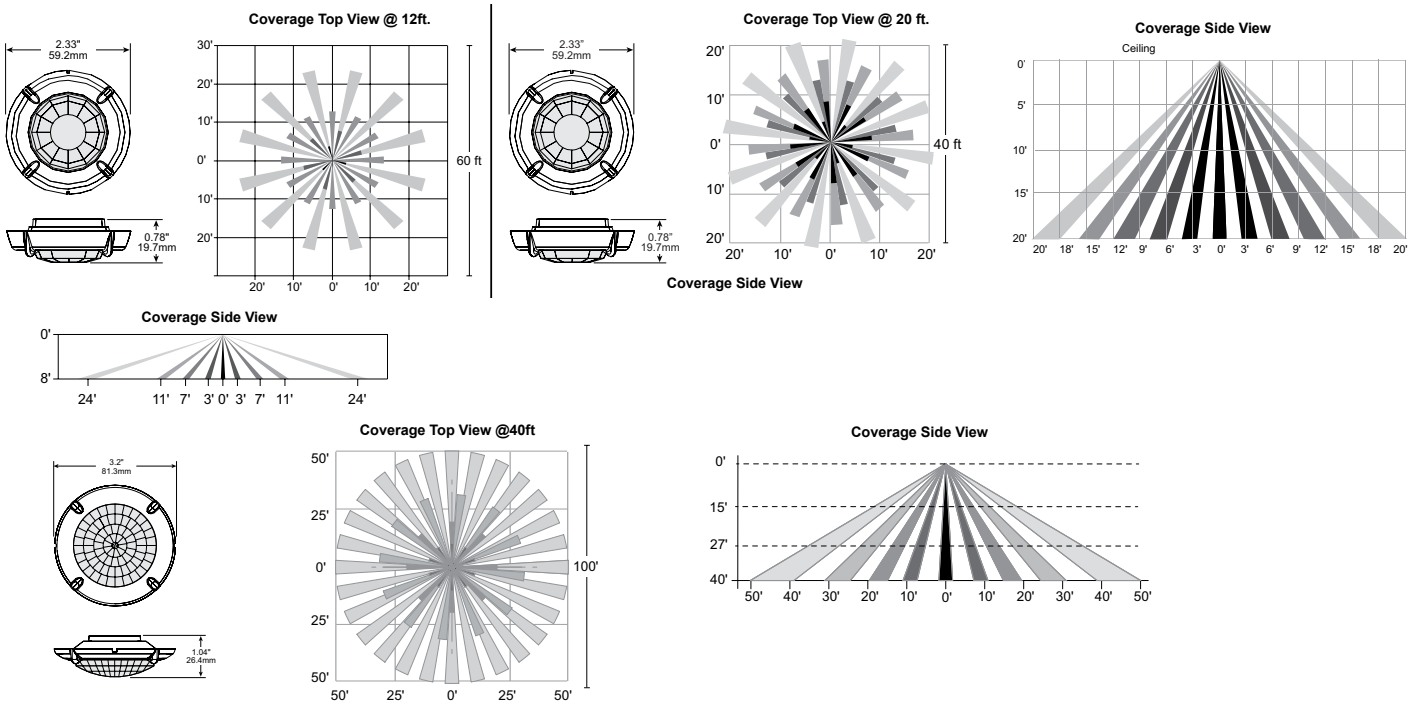 Coverage Top View @ 12ft.
2.33"
59.2mm
0.78"
19.7mm
30'
20'
10'
0'
10'
20'
20' 10' 0' 10' 20'
60 ft
Coverage Side View
0'
8'
24' 11' 7' 3' 0' 3' 7' 11' 24'
Coverage Top View @ 20 ft.
2.33"
59.2mm
0.78"
19.7mm
20'
10'
0'
10'
20'
20' 10' 0' 10' 20'
40 ft
Coverage Side View
Coverage Side View
Ceiling
0'
5'
10'
15'
20'
20' 18' 15' 12' 9' 6' 3' 0' 3' 6' 9' 12' 15' 18' 20'
Coverage Top View @40ft
3.2"
81.3mm
1.04"
26.4mm
50'
25'
0'
25'
50'
50' 25' 0' 25' 50'
100'
Coverage Side View
0'
15'
27'
40'
50' 40' 30' 20' 10' 0' 10' 20' 30' 40' 50'